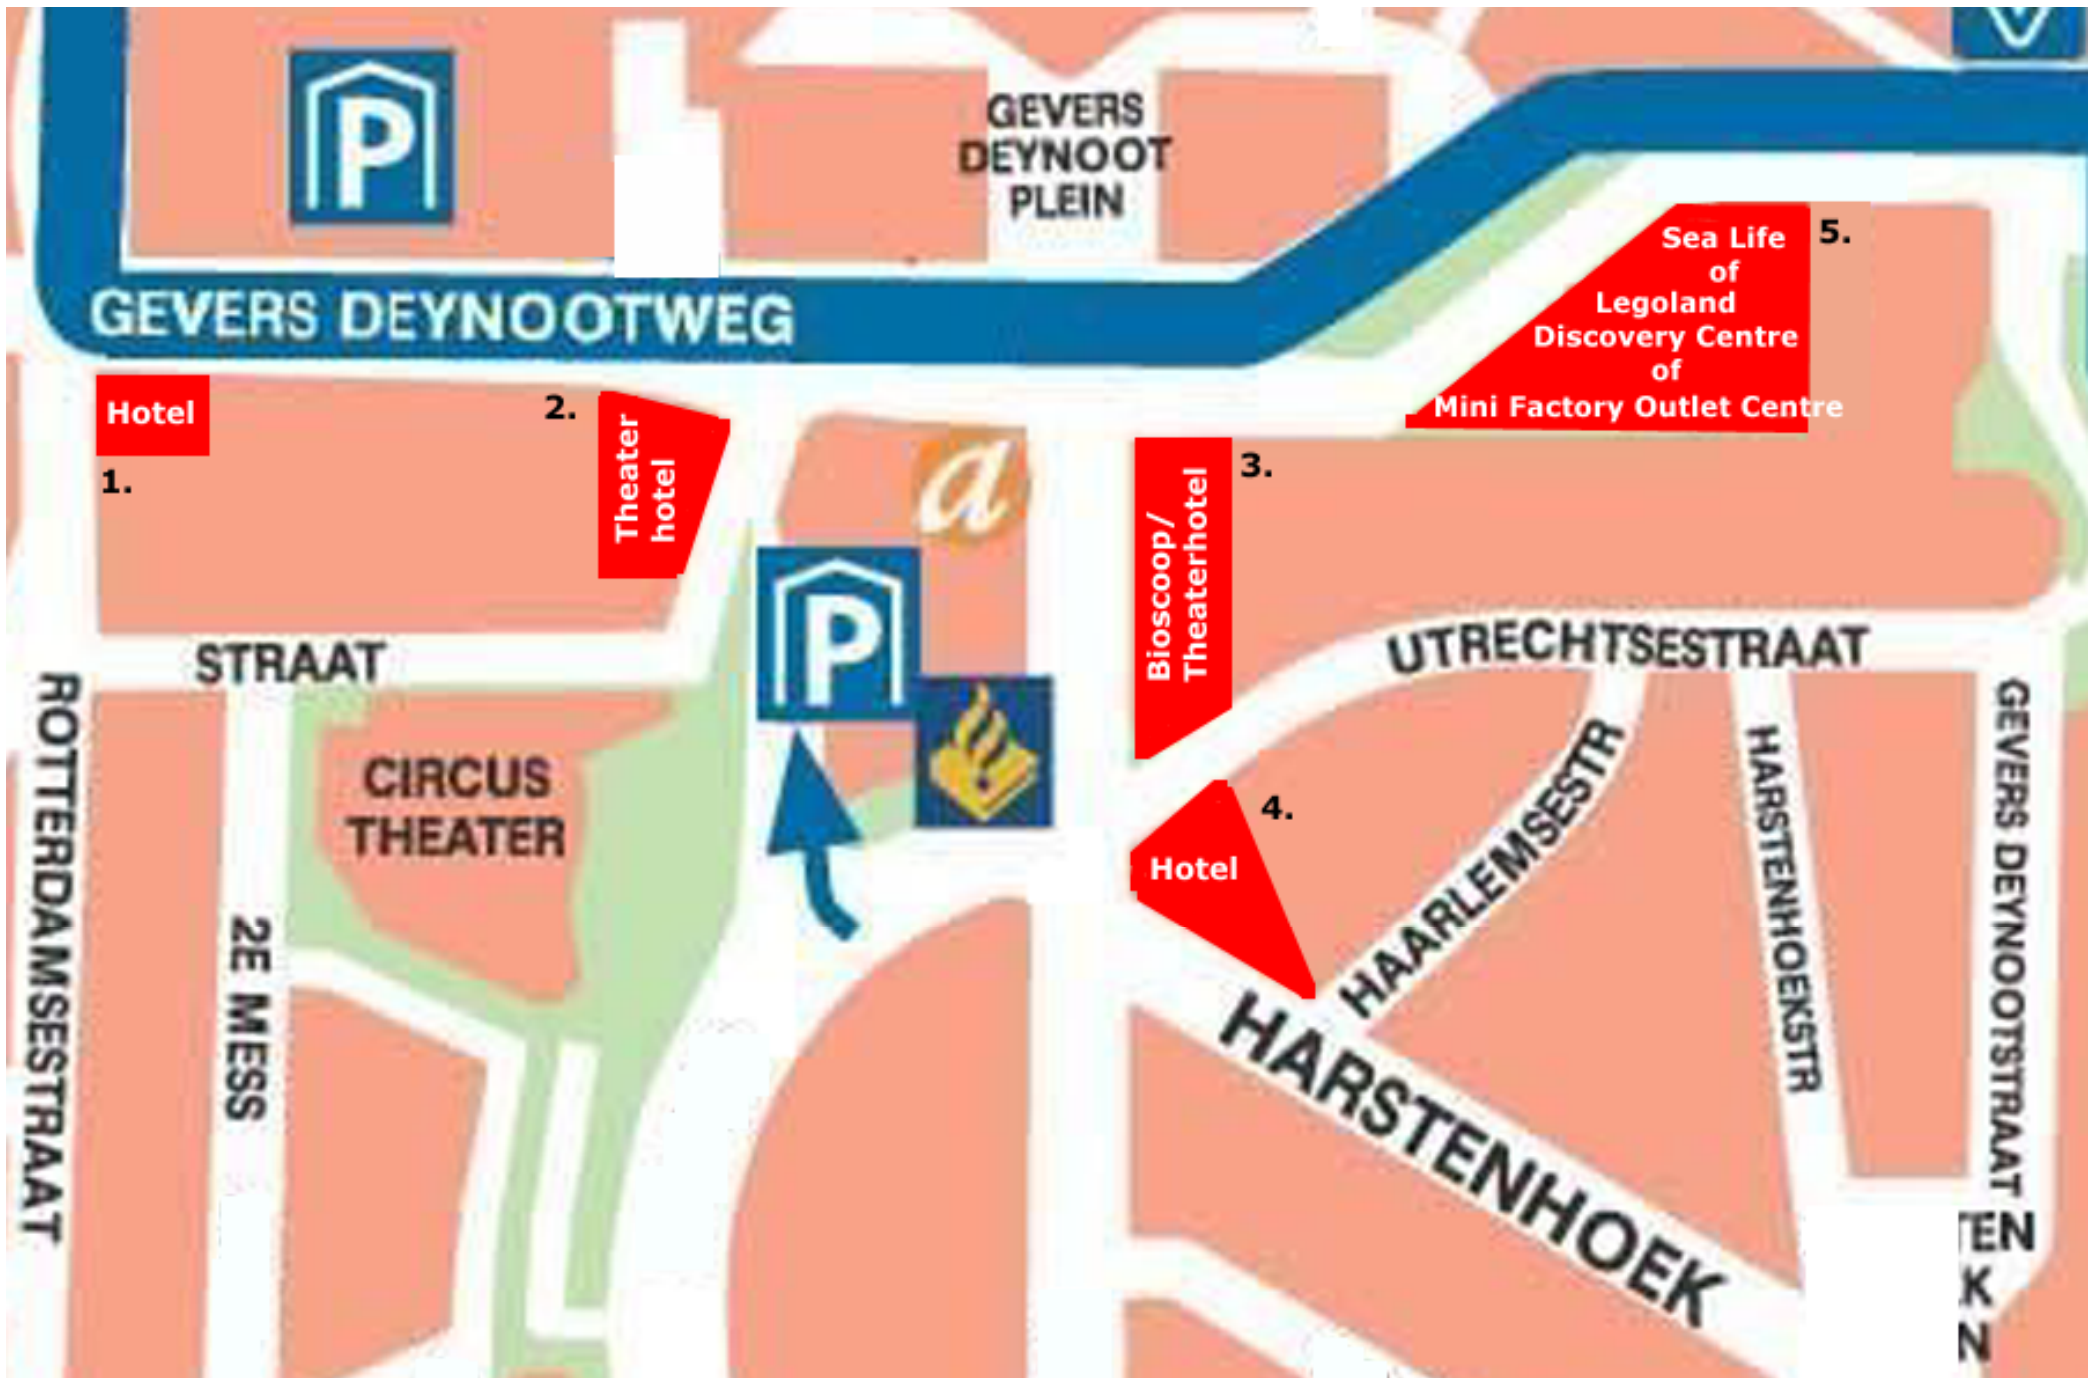 P
GEVERS
DEYNOOT
PLEIN
GEVERS DEYNOOTWEG
Sea Life
of
Legoland
Discovery Centre
of
Mini Factory Outlet Centre
5.
Hotel
1.
2.
Theater
hotel
a
3.
Bioscoop/
Theaterhotel
P
STRAAT
UTRECHTSESTRAAT
ROTTERDAMSESTRAAT
CIRCUS
THEATER
2E MESS
4.
Hotel
HAARLEMSESTR
HARSTENHOEKSTR
GEVERS DEYNOOTSTRAAT
HARSTENHOEK
TEN
K
N